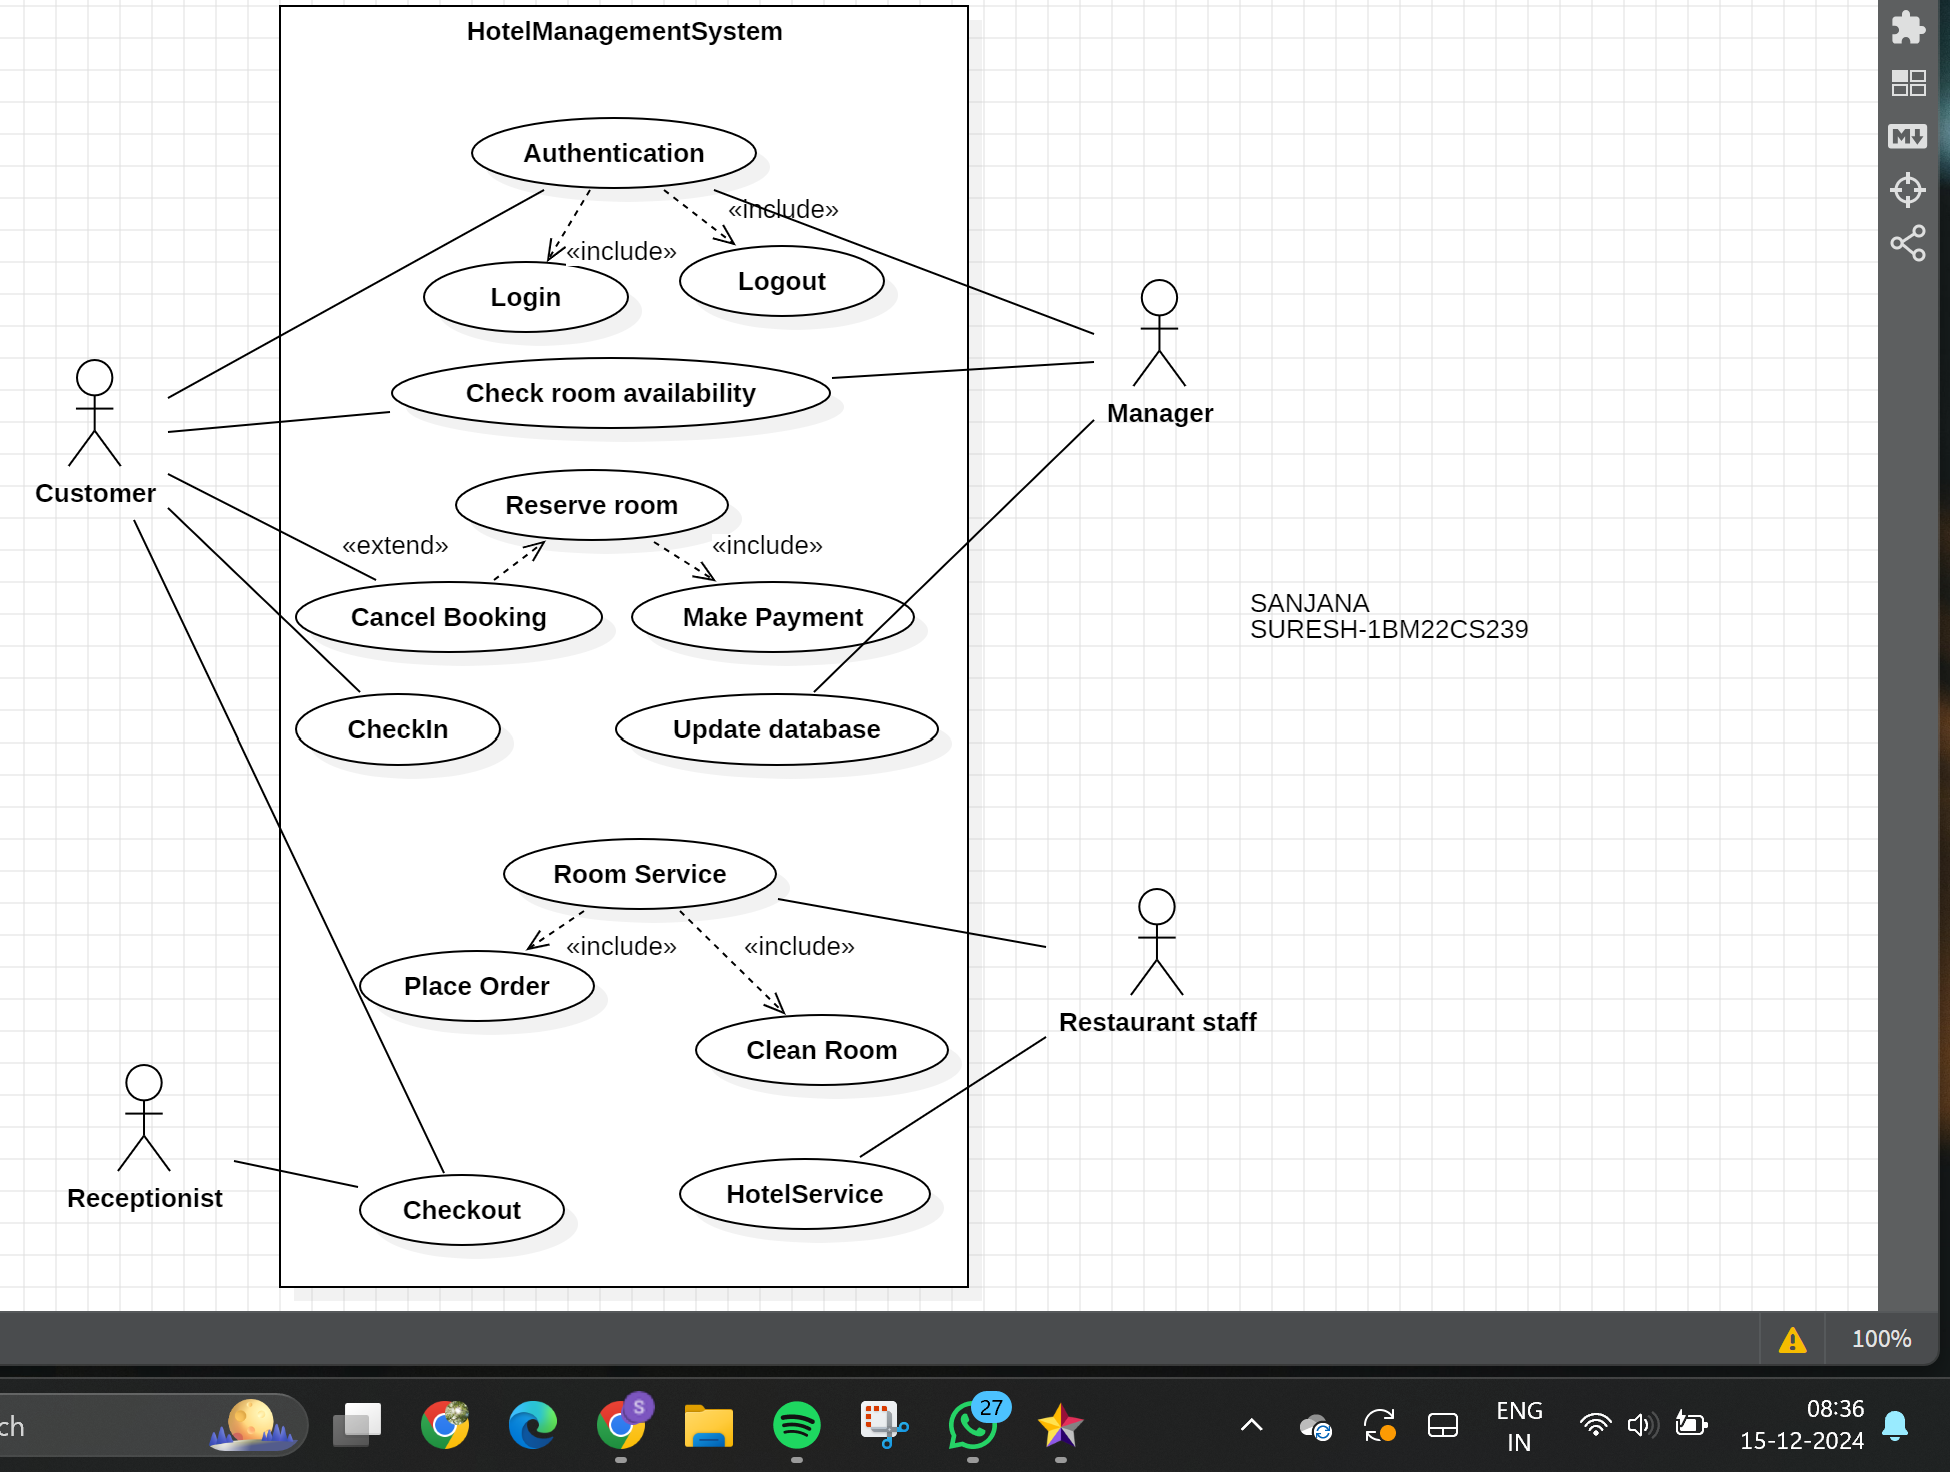 HotelManagementSystem
Authentication
«include»
«include»
Login
Logout
Check room availability
Manager
Customer
Reserve room
«extend»
«include»
Cancel Booking
Make Payment
SANJANA
SURESH-1BM22CS239
CheckIn
Update database
Room Service
«include»
«include»
Place Order
Restaurant staff
Clean Room
Receptionist
Checkout
HotelService
100%
ch
S
27
ENG
IN
08:36
15-12-2024